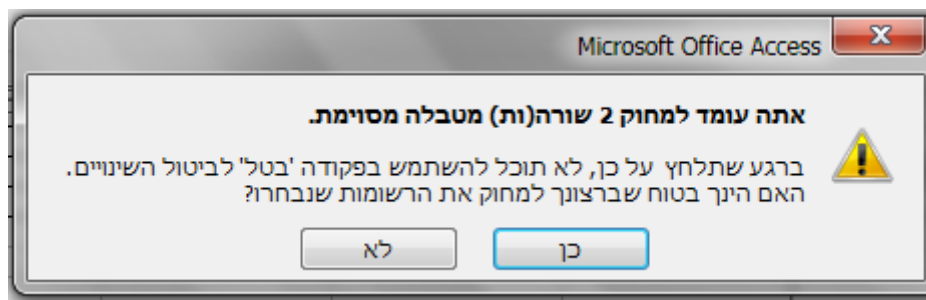 Microsoft Office Access
אתה עומד למחוק 2 שורה(ות) מטבלה מסוימת.
ברגע שתלחץ על כן, לא תוכל להשתמש בפקודה 'בטל' לביטול השינויים.
האם הינך בטוח שברצונך למחוק את הרשומות שנבחרו?
כן
לא